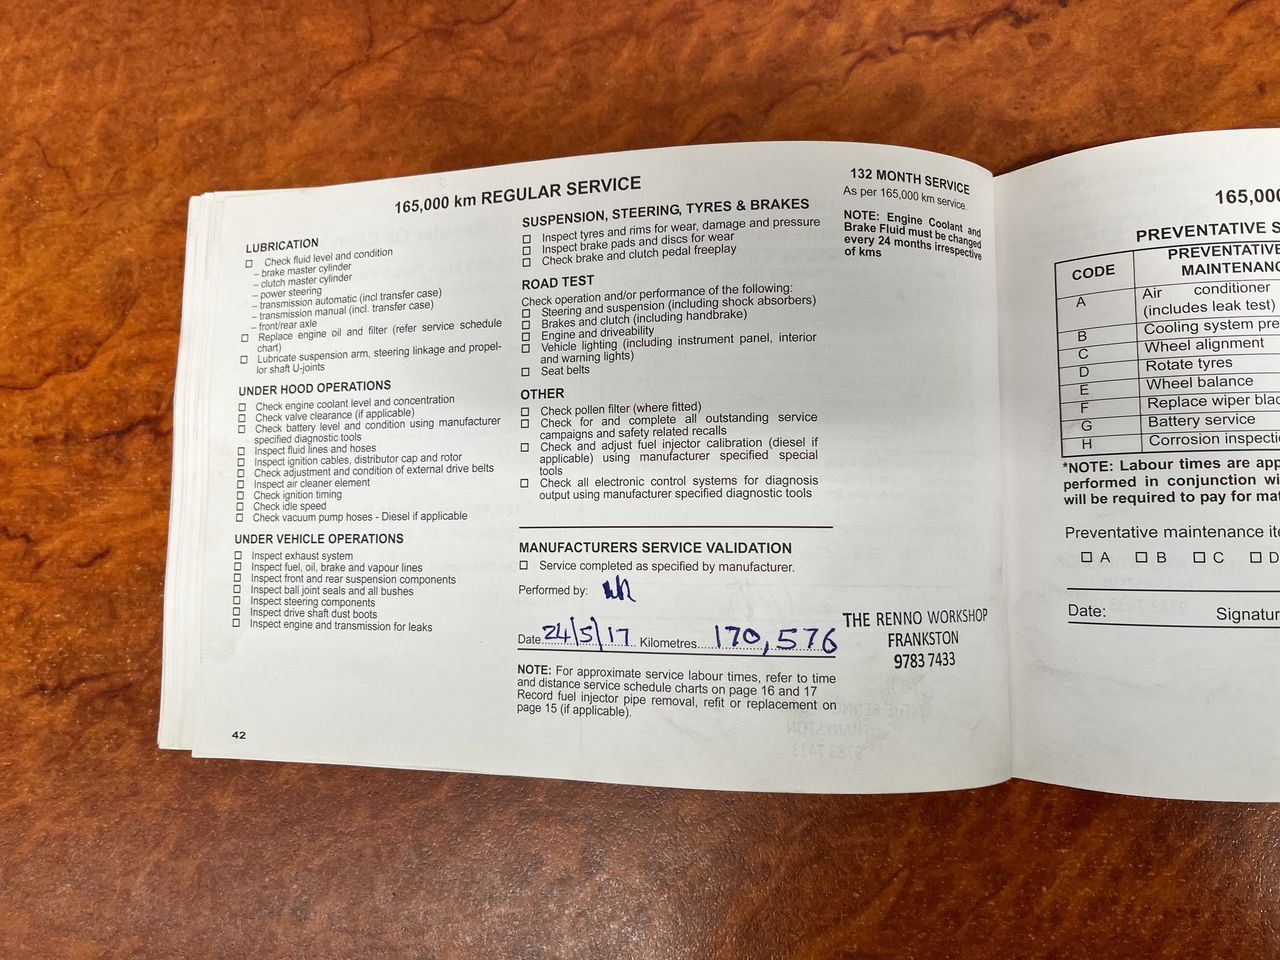 165,000 km REGULAR SERVICE
LUBRICATION
Check fluid level and condition
– brake master cylinder
– clutch master cylinder
– power steering
– transmission automatic (incl transfer case)
– transmission manual (incl. transfer case)
– front/rear axle
Replace engine oil and filter (refer service schedule
chart)
Lubricate suspension arm, steering linkage and propel-
lor shaft U-joints
UNDER HOOD OPERATIONS
Check engine coolant level and concentration
Check valve clearance (if applicable)
Check battery level and condition using manufacturer
specified diagnostic tools
Inspect fluid lines and hoses
Inspect ignition cables, distributor cap and rotor
Check adjustment and condition of external drive belts
Inspect air cleaner element
Check ignition timing
Check idle speed
Check vacuum pump hoses - Diesel if applicable
UNDER VEHICLE OPERATIONS
Inspect exhaust system
Inspect fuel, oil, brake and vapour lines
Inspect front and rear suspension components
Inspect ball joint seals and all bushes
Inspect steering components
Inspect drive shaft dust boots
Inspect engine and transmission for leaks
42
SUSPENSION, STEERING, TYRES & BRAKES
Inspect tyres and rims for wear, damage and pressure
Inspect brake pads and discs for wear
Check brake and clutch pedal freeplay
ROAD TEST
Check operation and/or performance of the following:
Steering and suspension (including shock absorbers)
Brakes and clutch (including handbrake)
Engine and driveability
Vehicle lighting (including instrument panel, interior
and warning lights)
Seat belts
OTHER
Check pollen filter (where fitted)
Check for and complete all outstanding service
campaigns and safety related recalls
Check and adjust fuel injector calibration (diesel if
applicable) using manufacturer specified special
tools
Check all electronic control systems for diagnosis
output using manufacturer specified diagnostic tools
MANUFACTURERS SERVICE VALIDATION
Service completed as specified by manufacturer.
Performed by:
Date 24/5/17 Kilometres 170,576
NOTE: For approximate service labour times, refer to time
and distance service schedule charts on page 16 and 17
Record fuel injector pipe removal, refit or replacement on
page 15 (if applicable).
132 MONTH SERVICE
As per 165,000 km service.
NOTE: Engine Coolant and
Brake Fluid must be changed
every 24 months irrespective
of kms
THE RENNO WORKSHOP
FRANKSTON
9783 7433
165,00
PREVENTATIVE S
CODE PREVENTATIVE
MAINTENANC
A Air conditioner
(includes leak test)
B Cooling system pre
C Wheel alignment
D Rotate tyres
E Wheel balance
F Replace wiper blad
G Battery service
H Corrosion inspecti
*NOTE: Labour times are app
performed in conjunction wi
will be required to pay for mat
Preventative maintenance ite
A B C D
Date: Signatur